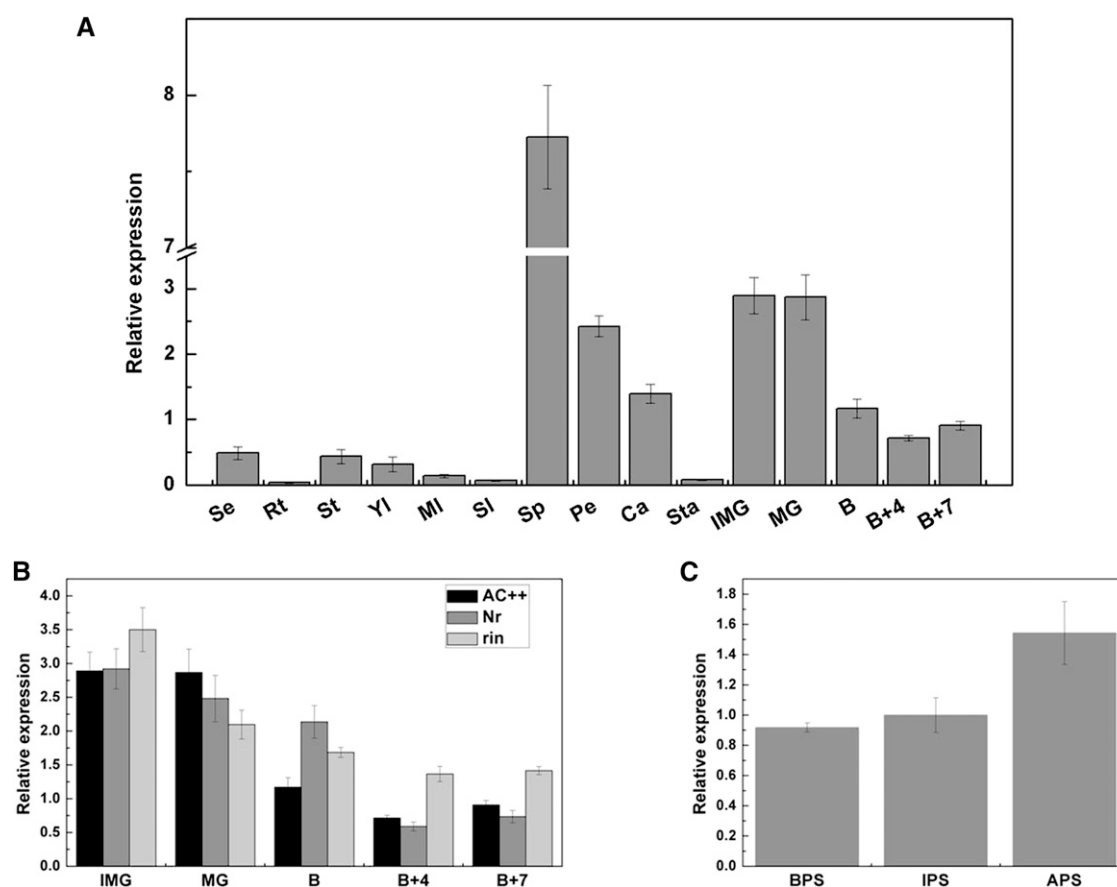 A
Relative expression
8
7
3
2
1
0
Se Rt St Yl Ml Sl Sp Pe Ca Sta IMG MG B B+4 B+7
B
Relative expression
4.0
3.5
3.0
2.5
2.0
1.5
1.0
0.5
0.0
AC++
Nr
rin
IMG MG B B+4 B+7
C
Relative expression
1.8
1.6
1.4
1.2
1.0
0.8
0.6
0.4
0.2
0.0
BPS IPS APS